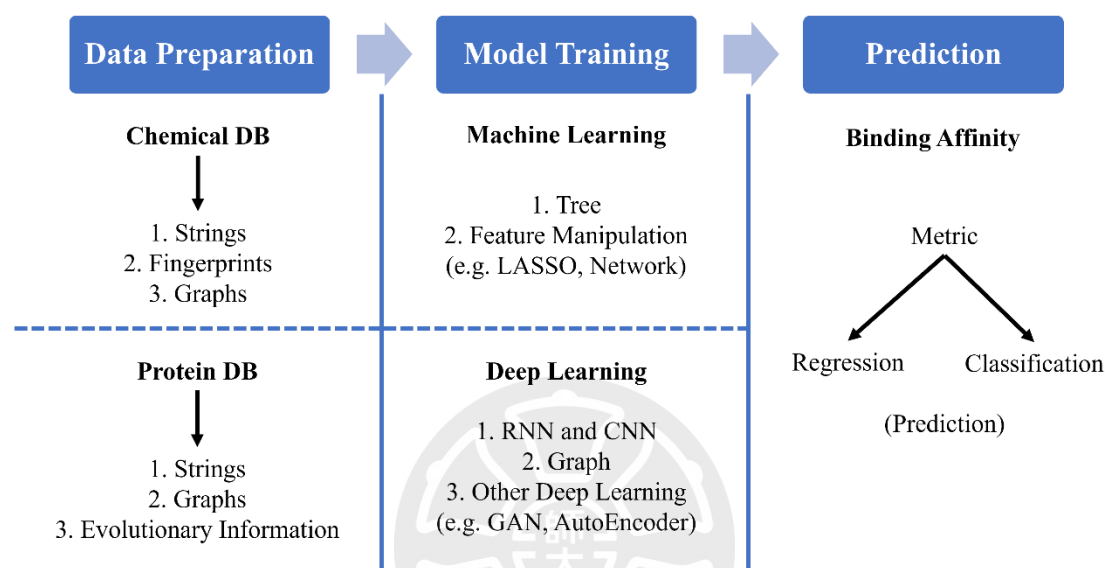 Data Preparation
Model Training
Prediction
Chemical DB
1. Strings
2. Fingerprints
3. Graphs
Protein DB
1. Strings
2. Graphs
3. Evolutionary Information
Machine Learning
1. Tree
2. Feature Manipulation
(e.g. LASSO, Network)
Deep Learning
1. RNN and CNN
2. Graph
3. Other Deep Learning
(e.g. GAN, AutoEncoder)
師
大
Binding Affinity
Metric
Regression
Classification
(Prediction)